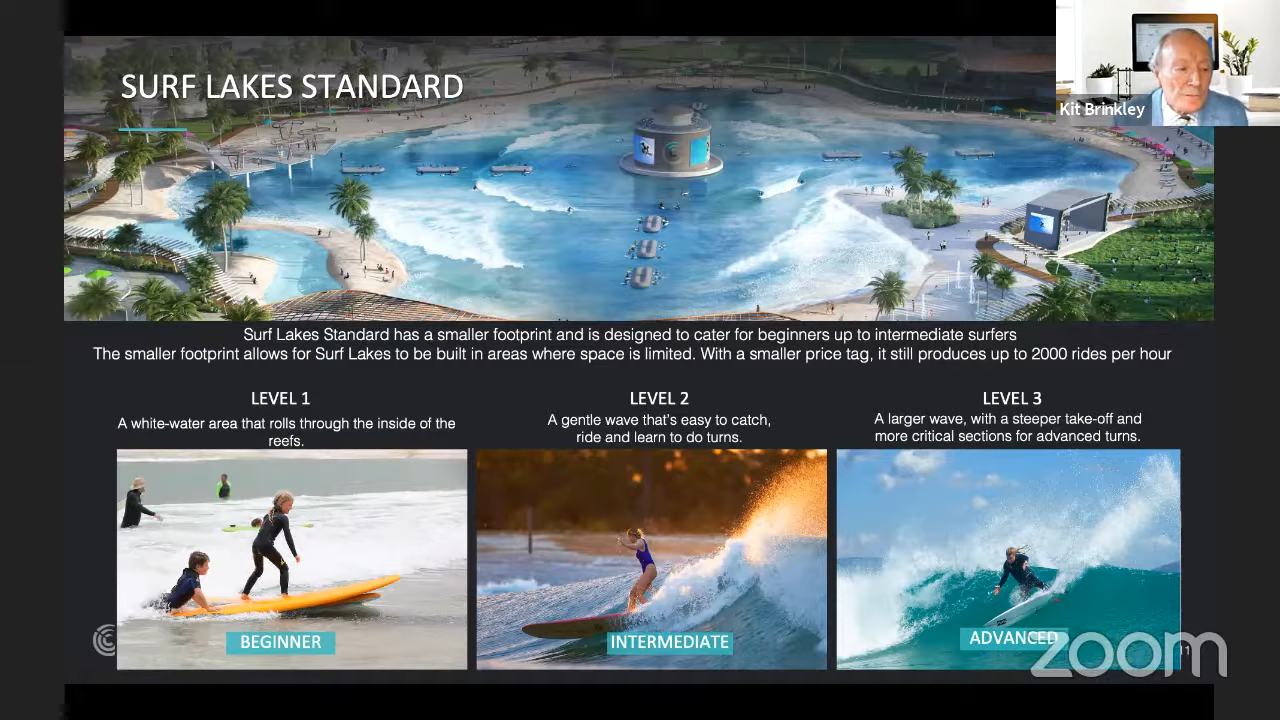 SURF LAKES STANDARD
Kit Brinkley
Surf Lakes Standard has a smaller footprint and is designed to cater for beginners up to intermediate surfers
The smaller footprint allows for Surf Lakes to be built in areas where space is limited. With a smaller price tag, it still produces up to 2000 rides per hour
LEVEL 1
A white-water area that rolls through the inside of the
reefs.
LEVEL 2
A gentle wave that's easy to catch,
ride and learn to do turns.
LEVEL 3
A larger wave, with a steeper take-off and
more critical sections for advanced turns.
BEGINNER
INTERMEDIATE
ADVANCED
zoom
11